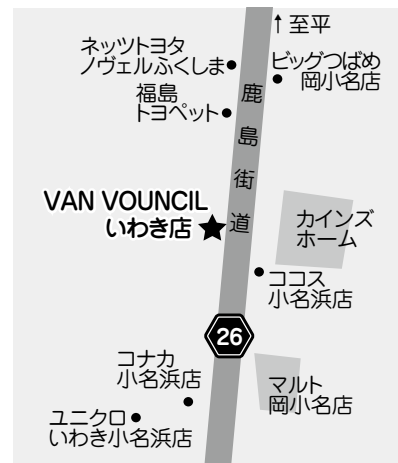 ↑至平
ネッツトヨタ
ノヴェルふくしま
ビッグつばめ
岡小名店
福島
トヨペット
鹿島街道
VAN VOUNCIL
いわき店
カインズ
ホーム
ココス
小名浜店
26
コナカ
小名浜店
マルト
岡小名店
ユニクロ
いわき小名浜店